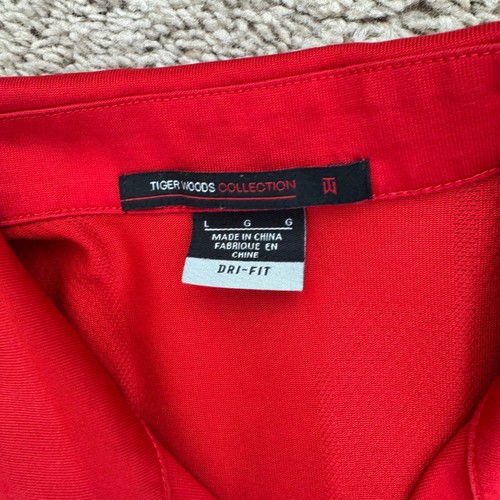 TIGER WOODS COLLECTION TW
L G G
MADE IN CHINA
FABRIQUE EN
CHINE
DRI-FIT